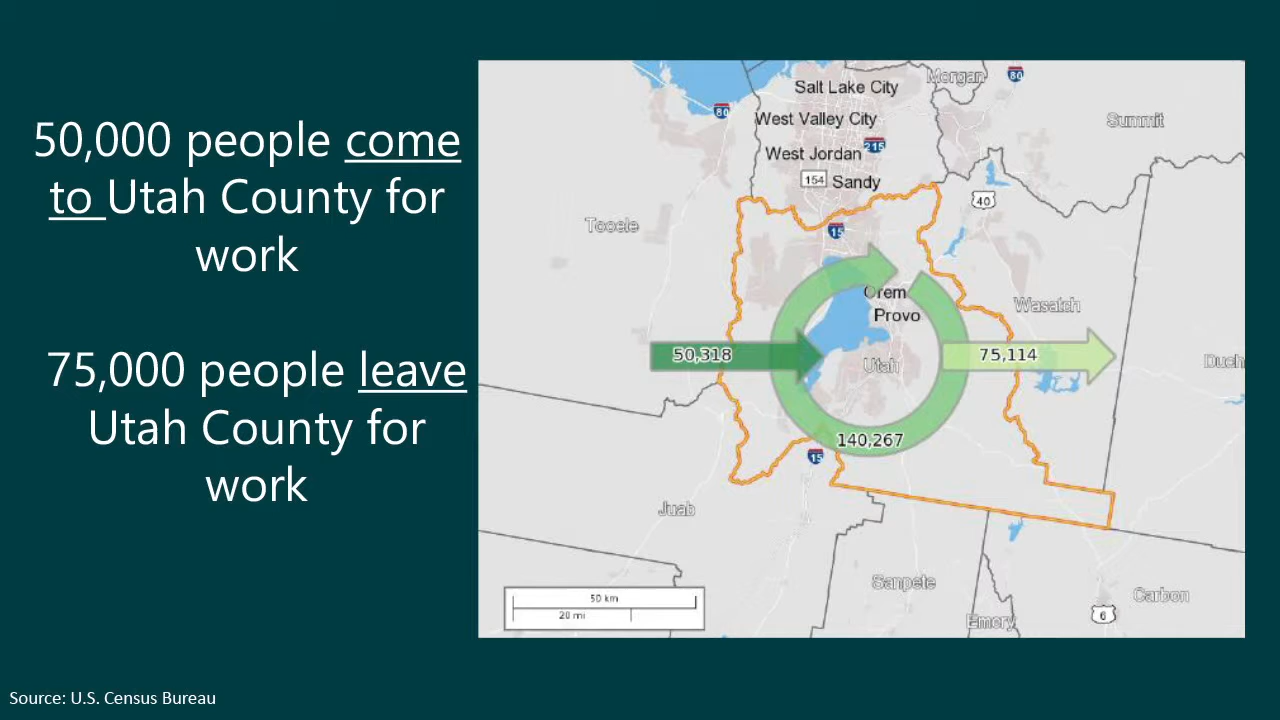 50,000 people come
to Utah County for
work
75,000 people leave
Utah County for
work
Salt Lake City
Morgan
80
80
West Valley City
Summit
West Jordan
215
154
Sandy
40
Tooele
15
Orem
Wasatch
Provo
50,318
75,114
Utah
Duch
140,267
15
Juab
Sanpete
50 km
20 mi
Carbon
6
Emery
Source: U.S. Census Bureau